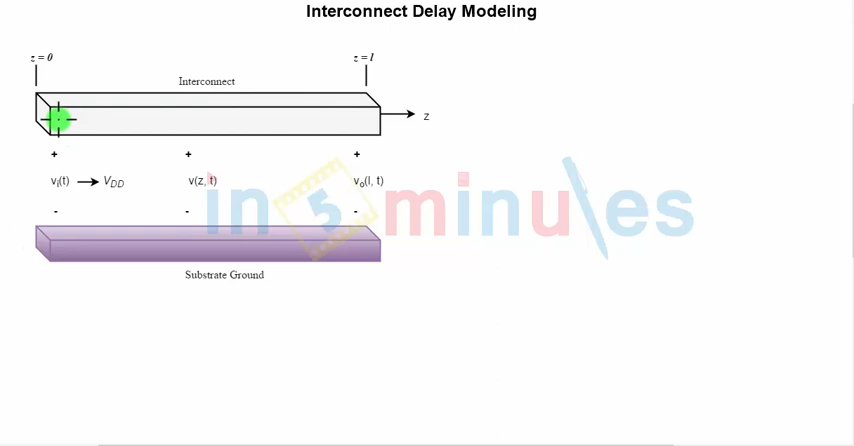 Interconnect Delay Modeling
z = 0
z = l
Interconnect
z
+ + +
vi(t) VDD v(z, t) vo(l, t)
- - -
in 5 minutes
Substrate Ground